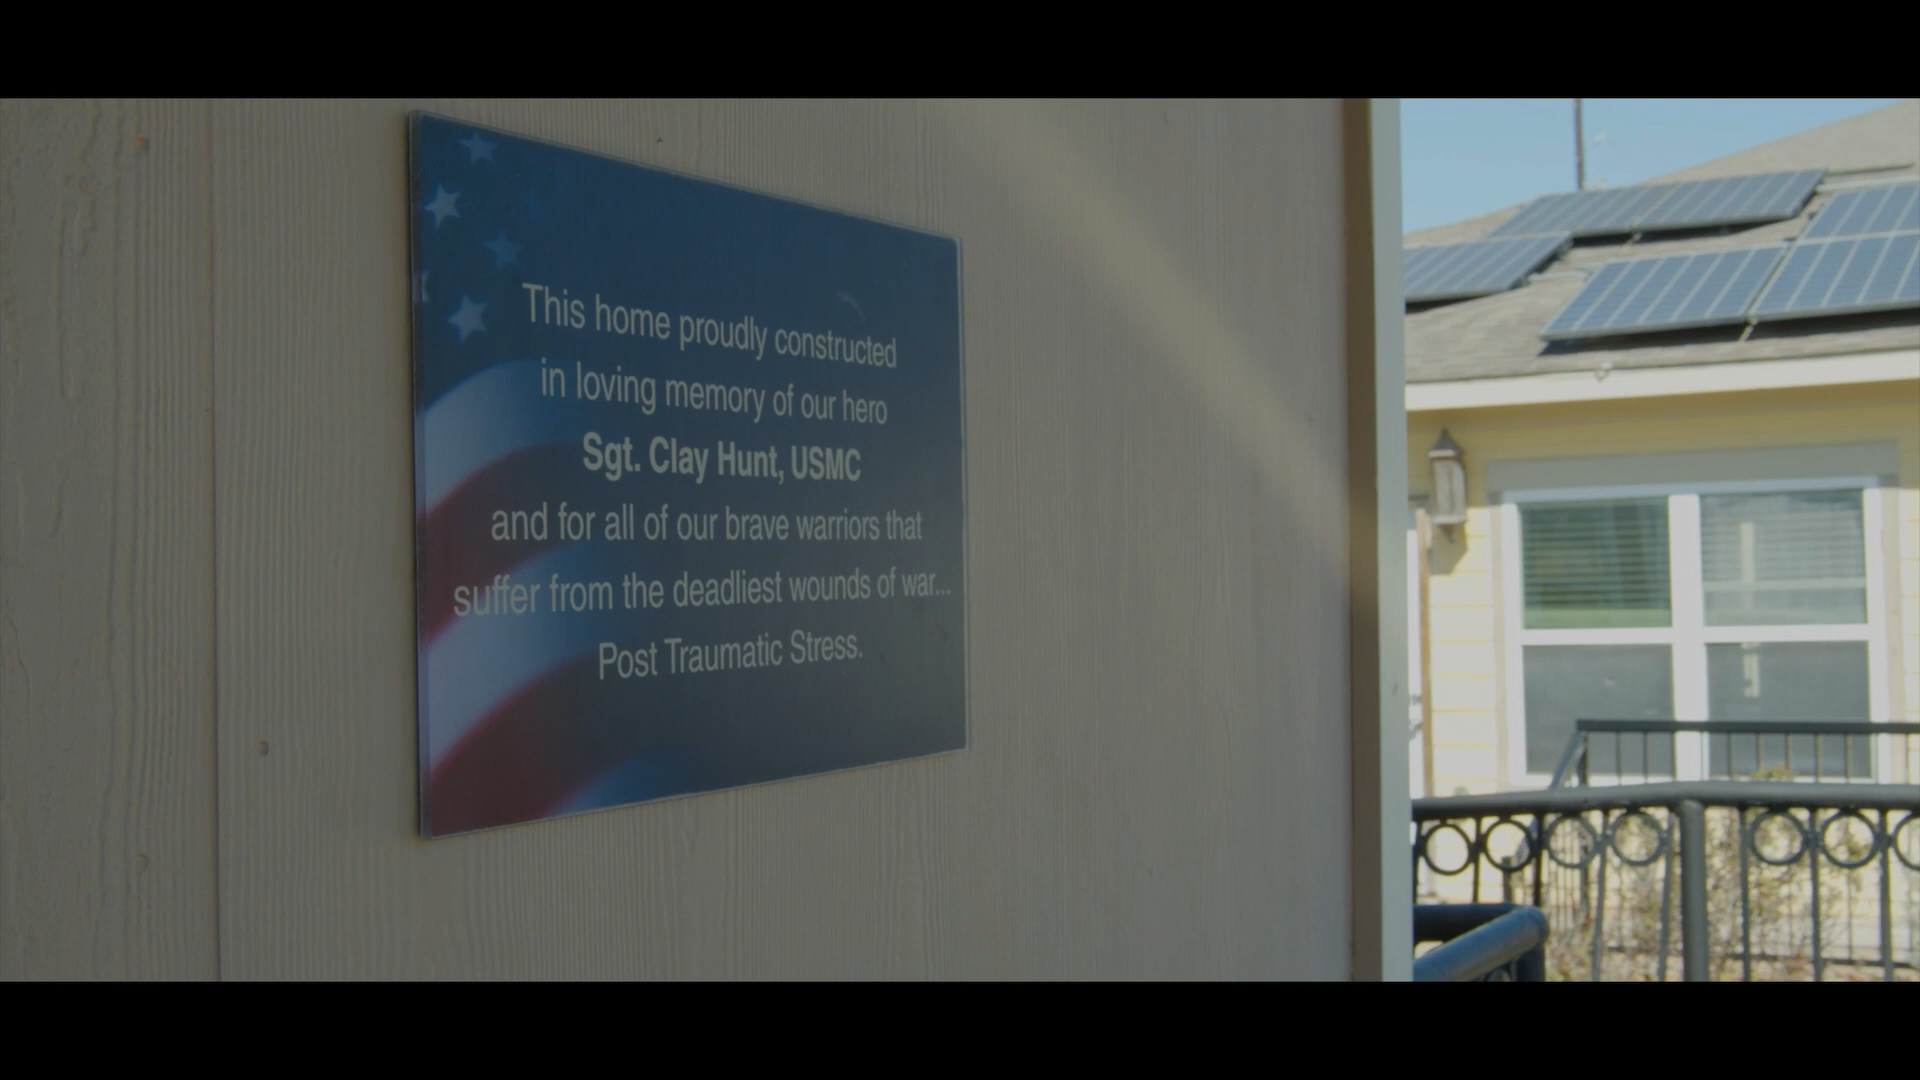 This home proudly constructed
in loving memory of our hero
Sgt. Clay Hunt, USMC
and for all of our brave warriors that
suffer from the deadliest wounds of war...
Post Traumatic Stress.